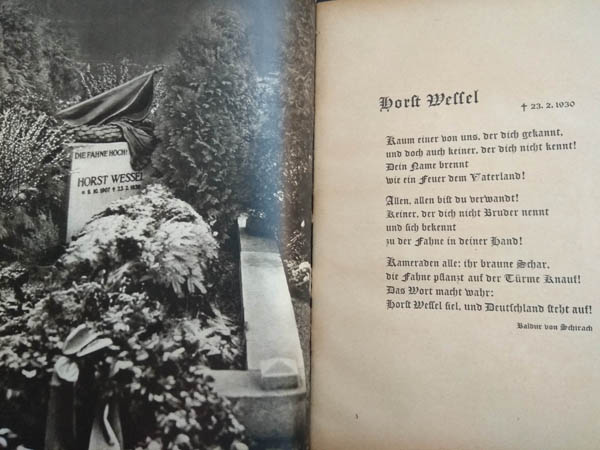 DIE FAHNE HOCH!
HORST WESSEL
10. 1907 † 23. 2. 1930
Horst Wessel
† 23. 2. 1930
Kaum einer von uns, der dich gekannt,
und doch auch keiner, der dich nicht kennt!
Dein Name brennt
wie ein Feuer dem Vaterland!
Allen, allen bist du verwandt!
Keiner, der dich nicht Bruder nennt
und sich bekennt
zu der Fahne in deiner Hand!
Kameraden alle: ihr braune Schar,
die Fahne pflanzt auf der Türme Knauf!
Das Wort macht wahr:
Horst Wessel fiel, und Deutschland steht auf!
Baldur von Schirach